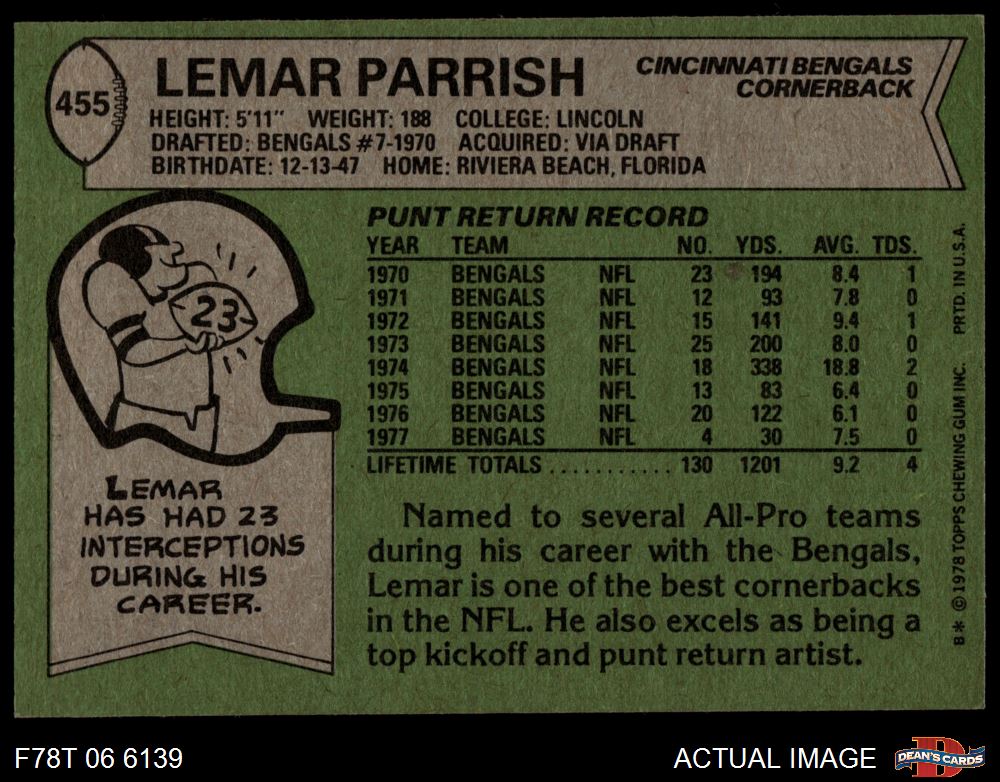 455
LEMAR PARRISH
CINCINNATI BENGALS
CORNERBACK
HEIGHT: 5'11" WEIGHT: 188 COLLEGE: LINCOLN
DRAFTED: BENGALS #7-1970 ACQUIRED: VIA DRAFT
BIRTHDATE: 12-13-47 HOME: RIVIERA BEACH, FLORIDA
PUNT RETURN RECORD
YEAR TEAM NO. YDS. AVG. TDS.
1970 BENGALS NFL 23 194 8.4 1
1971 BENGALS NFL 12 93 7.8 0
1972 BENGALS NFL 15 141 9.4 1
1973 BENGALS NFL 25 200 8.0 0
1974 BENGALS NFL 18 338 18.8 2
1975 BENGALS NFL 13 83 6.4 0
1976 BENGALS NFL 20 122 6.1 0
1977 BENGALS NFL 4 30 7.5 0
LIFETIME TOTALS ........... 130 1201 9.2 4
23
LEMAR
HAS HAD 23
INTERCEPTIONS
DURING HIS
CAREER.
Named to several All-Pro teams
during his career with the Bengals,
Lemar is one of the best cornerbacks
in the NFL. He also excels as being a
top kickoff and punt return artist.
B* © 1978 TOPPS CHEWING GUM INC. PRTD. IN U.S.A.
F78T 06 6139
ACTUAL IMAGE
D
DEAN'S CARDS